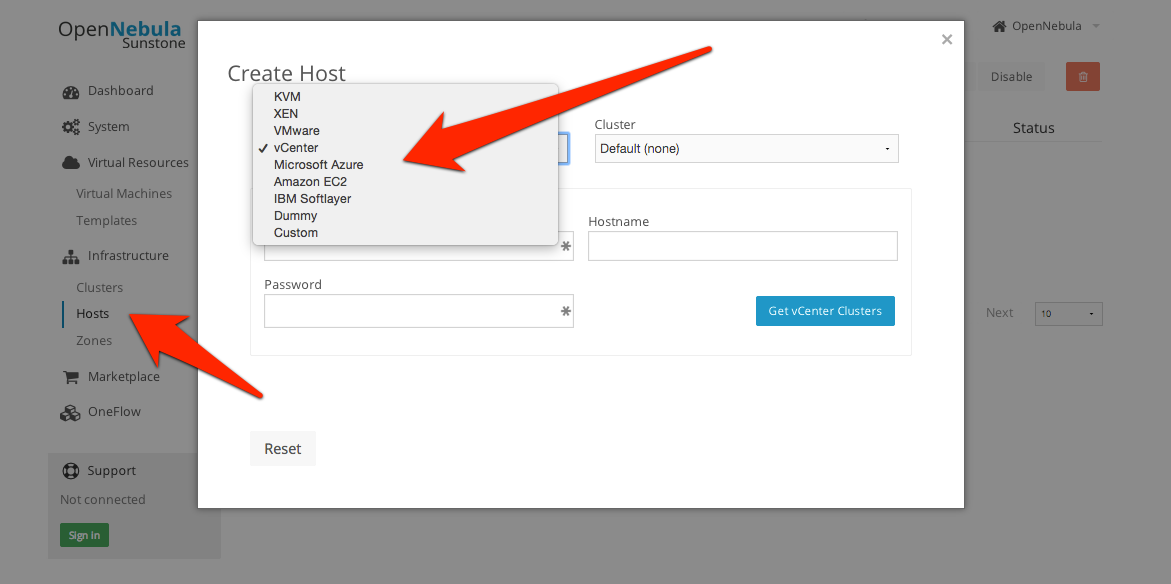 OpenNebula
Sunstone
Dashboard
System
Virtual Resources
Virtual Machines
Templates
Infrastructure
Clusters
Hosts
Zones
Marketplace
OneFlow
Support
Not connected
Sign in
×
Create Host
KVM
XEN
VMware
✓ vCenter
Microsoft Azure
Amazon EC2
IBM Softlayer
Dummy
Custom
Cluster
Default (none)
Hostname
Password
Get vCenter Clusters
Reset
OpenNebula
Disable
Status
Next
10